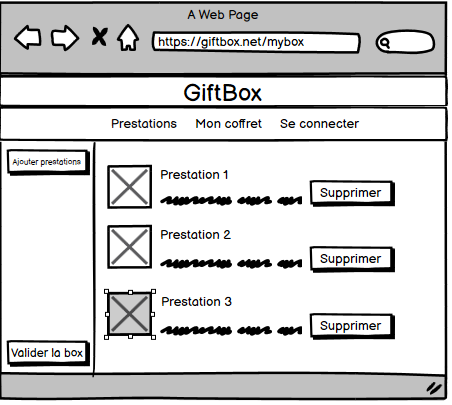 A Web Page
https://giftbox.net/mybox
GiftBox
Prestations Mon coffret Se connecter
Ajouter prestations
Prestation 1
Supprimer
Prestation 2
Supprimer
Prestation 3
Supprimer
Valider la box